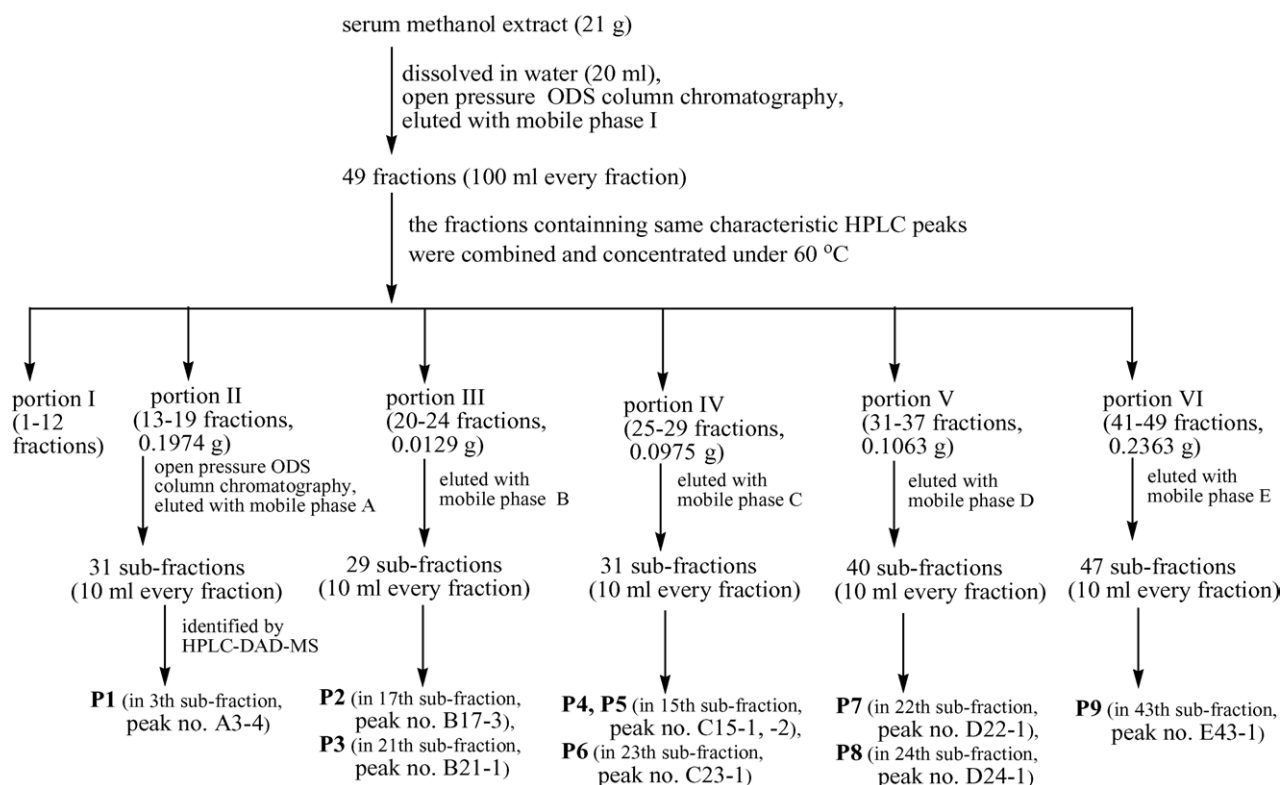 serum methanol extract (21 g)
dissolved in water (20 ml),
open pressure ODS column chromatography,
eluted with mobile phase I
49 fractions (100 ml every fraction)
the fractions containning same characteristic HPLC peaks
were combined and concentrated under 60 °C
portion I
(1-12
fractions)
portion II
(13-19 fractions,
0.1974 g)
open pressure ODS
column chromatography,
eluted with mobile phase A
31 sub-fractions
(10 ml every fraction)
identified by
HPLC-DAD-MS
P1 (in 3th sub-fraction,
peak no. A3-4)
portion III
(20-24 fractions,
0.0129 g)
eluted with
mobile phase B
29 sub-fractions
(10 ml every fraction)
P2 (in 17th sub-fraction,
peak no. B17-3),
P3 (in 21th sub-fraction,
peak no. B21-1)
portion IV
(25-29 fractions,
0.0975 g)
eluted with
mobile phase C
31 sub-fractions
(10 ml every fraction)
P4, P5 (in 15th sub-fraction,
peak no. C15-1, -2),
P6 (in 23th sub-fraction,
peak no. C23-1)
portion V
(31-37 fractions,
0.1063 g)
eluted with
mobile phase D
40 sub-fractions
(10 ml every fraction)
P7 (in 22th sub-fraction,
peak no. D22-1),
P8 (in 24th sub-fraction,
peak no. D24-1)
portion VI
(41-49 fractions,
0.2363 g)
eluted with
mobile phase E
47 sub-fractions
(10 ml every fraction)
P9 (in 43th sub-fraction,
peak no. E43-1)